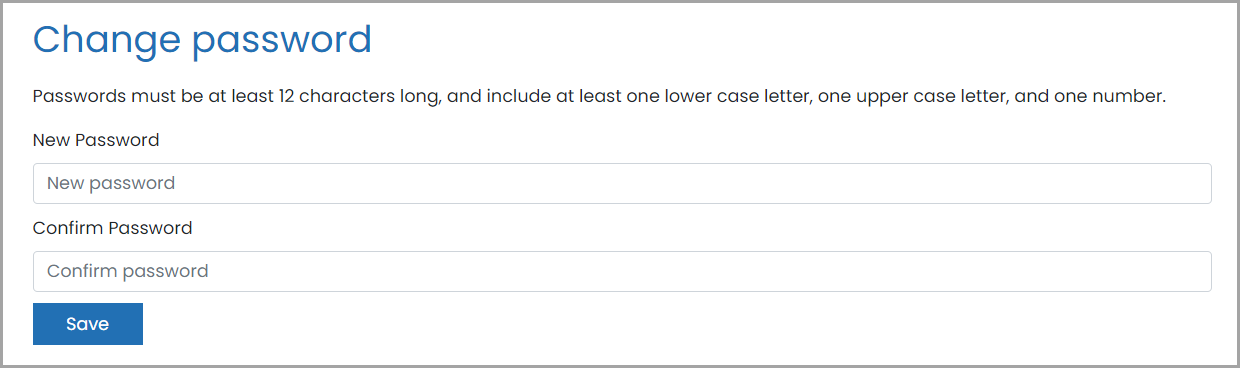 Change password
Passwords must be at least 12 characters long, and include at least one lower case letter, one upper case letter, and one number.
New Password
New password
Confirm Password
Confirm password
Save